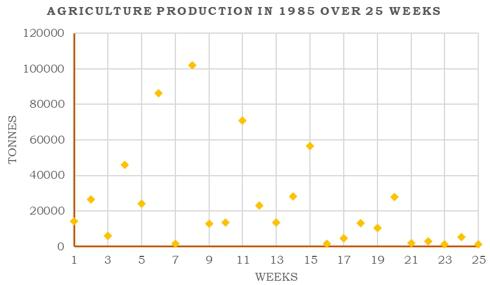 AGRICULTURE PRODUCTION IN 1985 OVER 25 WEEKS
120000
100000
80000
60000
40000
20000
0
TONNES
1 3 5 7 9 11 13 15 17 19 21 23 25
WEEKS